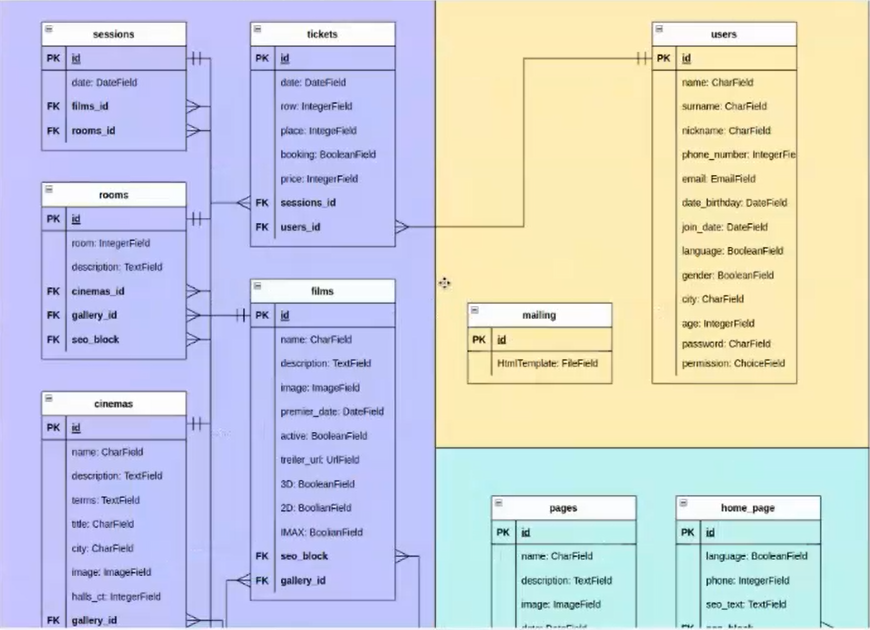 sessions
PK id
date: DateField
FK films_id
FK rooms_id
rooms
PK id
room: IntegerField
description: TextField
FK cinemas_id
FK gallery_id
FK seo_block
cinemas
PK id
name: CharField
description: TextField
terms: TextField
title: CharField
city: CharField
image: ImageField
halls_ct: IntegerField
FK gallery_id
tickets
PK id
date: DateField
row: IntegerField
place: IntegeField
booking: BooleanField
price: IntegerField
FK sessions_id
FK users_id
films
PK id
name: CharField
description: TextField
image: ImageField
premier_date: DateField
active: BooleanField
treiler_url: UrlField
3D: BooleanField
2D: BoolianField
IMAX: BoolianField
FK seo_block
FK gallery_id
users
PK id
name: CharField
surname: CharField
nickname: CharField
phone_number: IntegerFie
email: EmailField
date_birthday: DateField
join_date: DateField
language: BooleanField
gender: BooleanField
city: CharField
age: IntegerField
password: CharField
permission: ChoiceField
mailing
PK id
HtmlTemplate: FileField
pages
PK id
name: CharField
description: TextField
image: ImageField
home_page
PK id
language: BooleanField
phone: IntegerField
seo_text: TextField